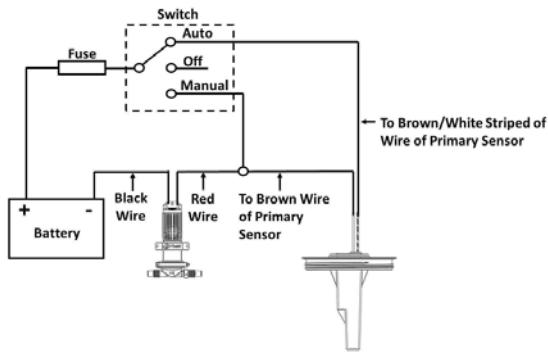 Switch
Auto
Fuse
Off
Manual
To Brown/White Striped of
Wire of Primary Sensor
Black
Wire
Red
Wire
To Brown Wire
of Primary
Sensor
+ -
Battery